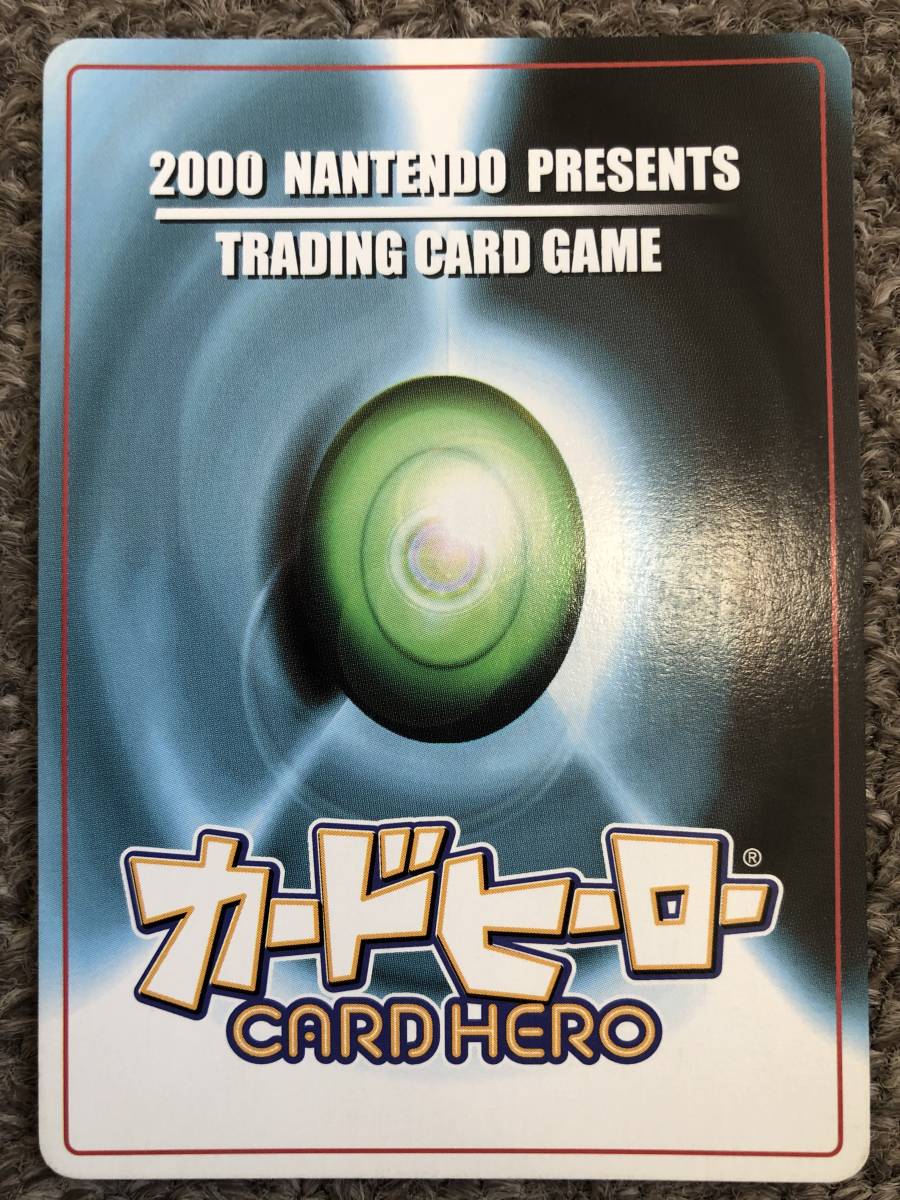 2000 NANTENDO PRESENTS
TRADING CARD GAME
カードヒーロー®
CARD HERO